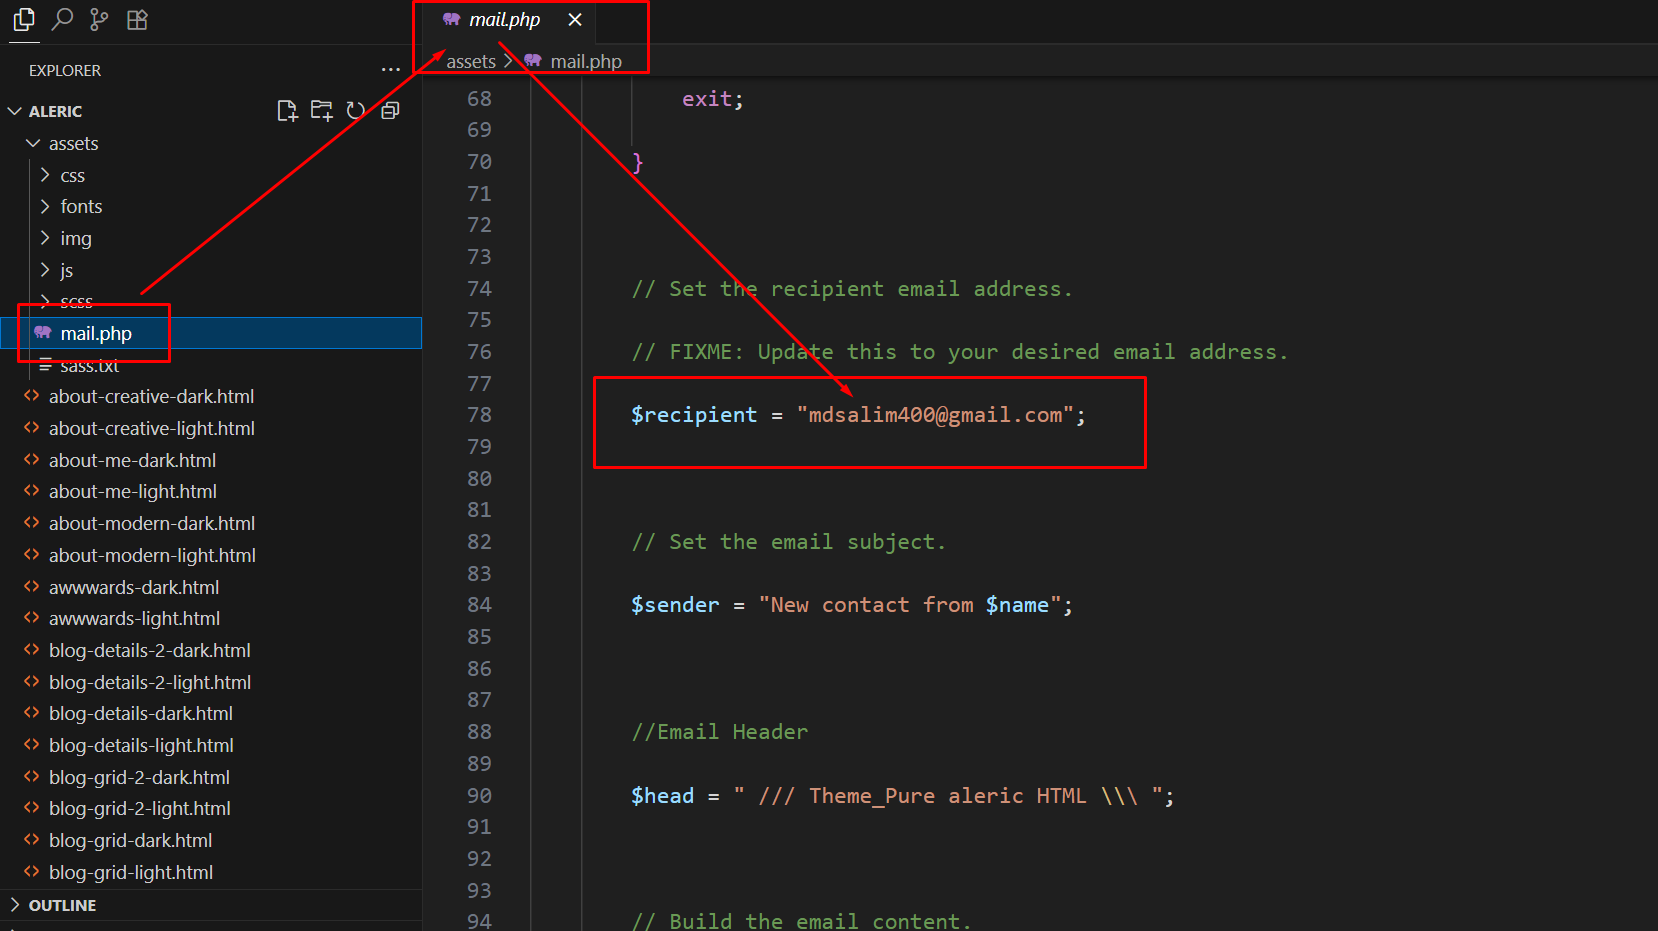 EXPLORER
ALERIC
assets
css
fonts
img
js
scss
mail.php
sass.txt
about-creative-dark.html
about-creative-light.html
about-me-dark.html
about-me-light.html
about-modern-dark.html
about-modern-light.html
awwwards-dark.html
awwwards-light.html
blog-details-2-dark.html
blog-details-2-light.html
blog-details-dark.html
blog-details-light.html
blog-grid-2-dark.html
blog-grid-2-light.html
blog-grid-dark.html
blog-grid-light.html
OUTLINE
mail.php
assets > mail.php
68 exit;
69
70 }
71
72
73
74 // Set the recipient email address.
75
76 // FIXME: Update this to your desired email address.
77
78 $recipient = "mdsalim400@gmail.com";
79
80
81
82 // Set the email subject.
83
84 $sender = "New contact from $name";
85
86
87
88 //Email Header
89
90 $head = " /// Theme_Pure aleric HTML \\\ ";
91
92
93
94 // Build the email content.